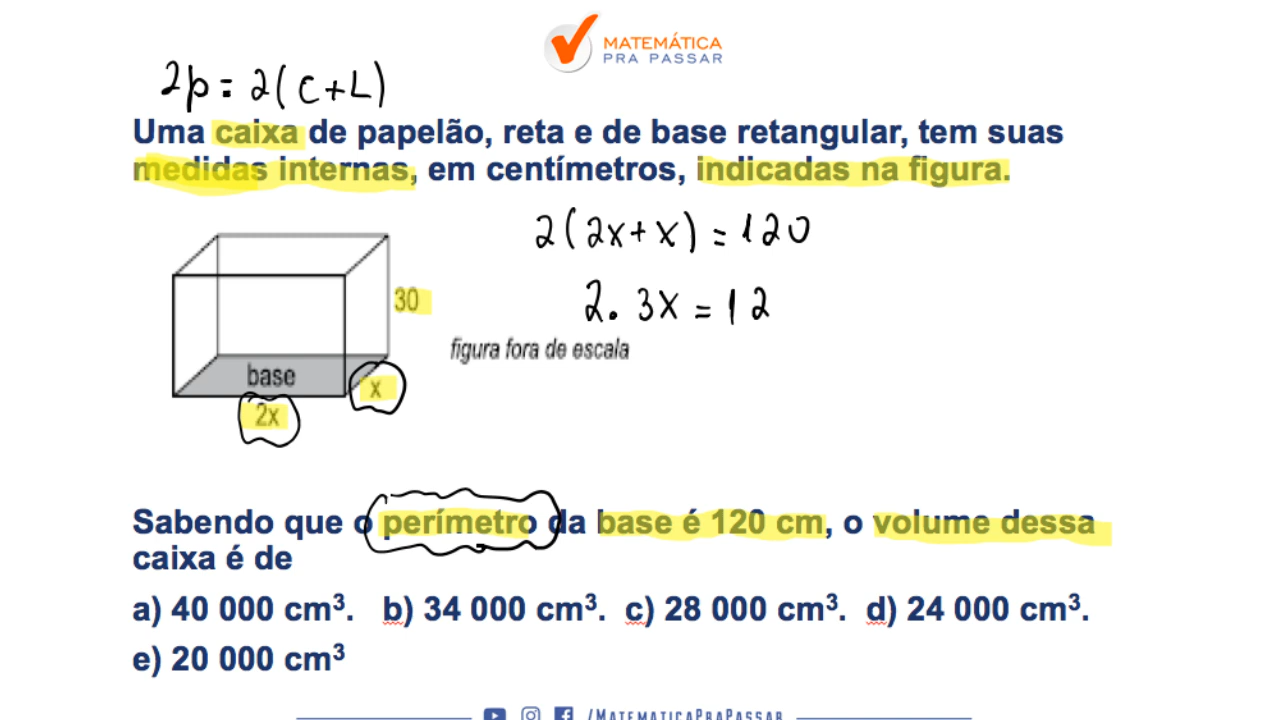 MATEMÁTICA
PRA PASSAR
2p = 2(C+L)
Uma caixa de papelão, reta e de base retangular, tem suas
medidas internas, em centímetros, indicadas na figura.
2(2x+x) = 120
2. 3x = 12
30
figura fora de escala
base
x
2x
Sabendo que o perímetro da base é 120 cm, o volume dessa
caixa é de
a) 40 000 cm³. b) 34 000 cm³. c) 28 000 cm³. d) 24 000 cm³.
e) 20 000 cm³
/MATEMATICAPRAPASSAR